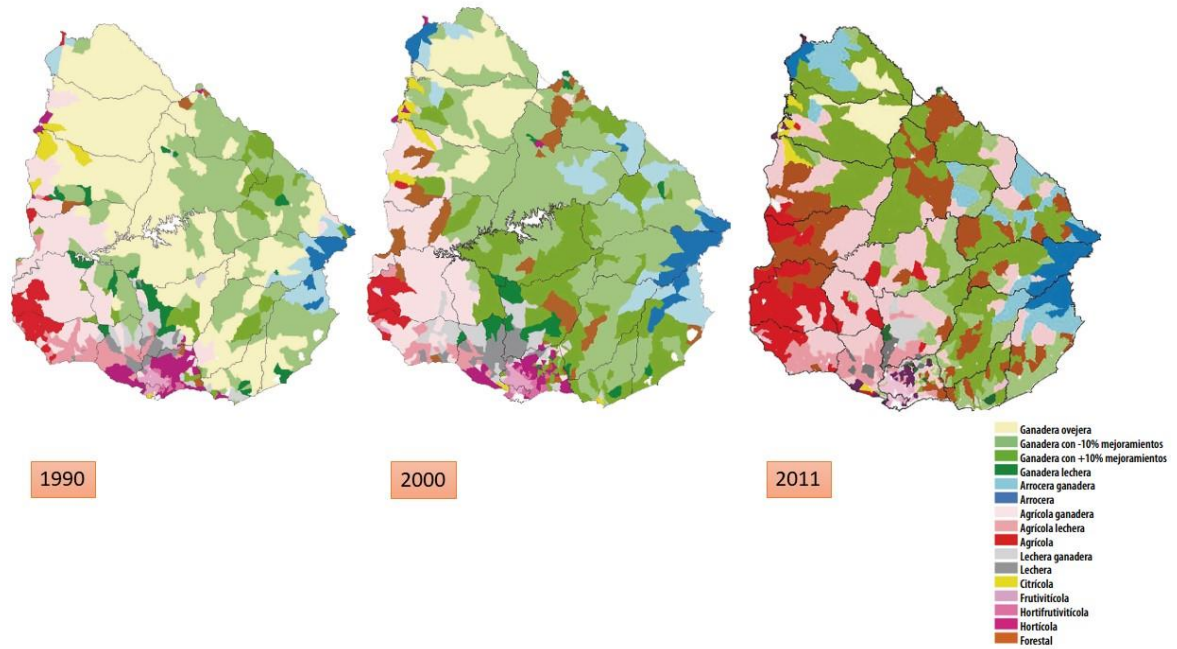 1990
2000
2011
Ganadera ovejera
Ganadera con -10% mejoramientos
Ganadera con +10% mejoramientos
Ganadera lechera
Arrocera ganadera
Arrocera
Agrícola ganadera
Agrícola lechera
Agrícola
Lechera ganadera
Lechera
Citrícola
Frutivitícola
Hortifrutivitícola
Hortícola
Forestal